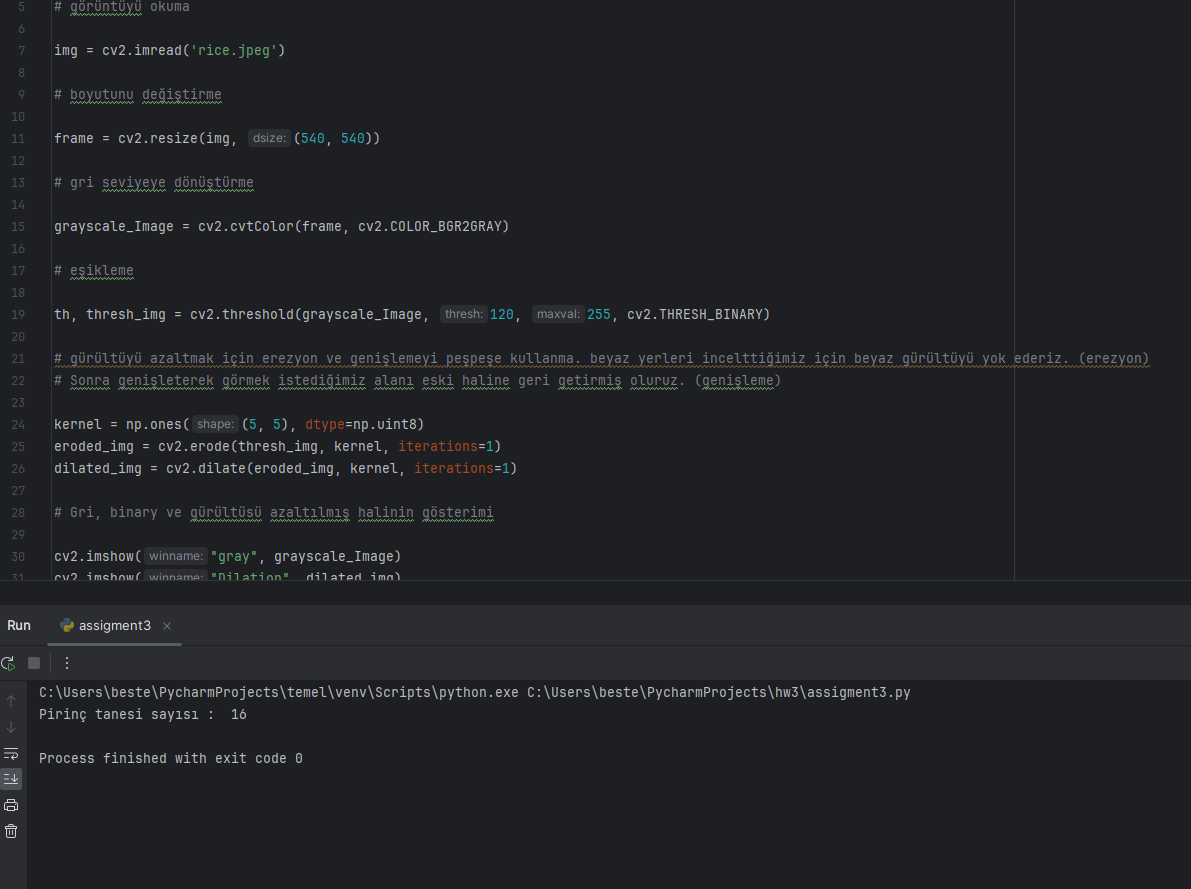 5 # görüntüyü okuma
6
7 img = cv2.imread('rice.jpeg')
8
9 # boyutunu değiştirme
10
11 frame = cv2.resize(img, dsize: (540, 540))
12
13 # gri seviyeye dönüştürme
14
15 grayscale_Image = cv2.cvtColor(frame, cv2.COLOR_BGR2GRAY)
16
17 # eşikleme
18
19 th, thresh_img = cv2.threshold(grayscale_Image, thresh: 120, maxval: 255, cv2.THRESH_BINARY)
20
21 # gürültüyü azaltmak için erezyon ve genişlemeyi peşpeşe kullanma. beyaz yerleri incelttiğimiz için beyaz gürültüyü yok ederiz. (erezyon)
22 # Sonra genişleterek görmek istediğimiz alanı eski haline geri getirmiş oluruz. (genişleme)
23
24 kernel = np.ones( shape: (5, 5), dtype=np.uint8)
25 eroded_img = cv2.erode(thresh_img, kernel, iterations=1)
26 dilated_img = cv2.dilate(eroded_img, kernel, iterations=1)
27
28 # Gri, binary ve gürültüsü azaltılmış halinin gösterimi
29
30 cv2.imshow( winname: "gray", grayscale_Image)
31 cv2.imshow( winname: "Dilation", dilated_img)
Run assigment3 ×
C:\Users\beste\PycharmProjects\temel\venv\Scripts\python.exe C:\Users\beste\PycharmProjects\hw3\assigment3.py
Pirinç tanesi sayısı :  16
Process finished with exit code 0